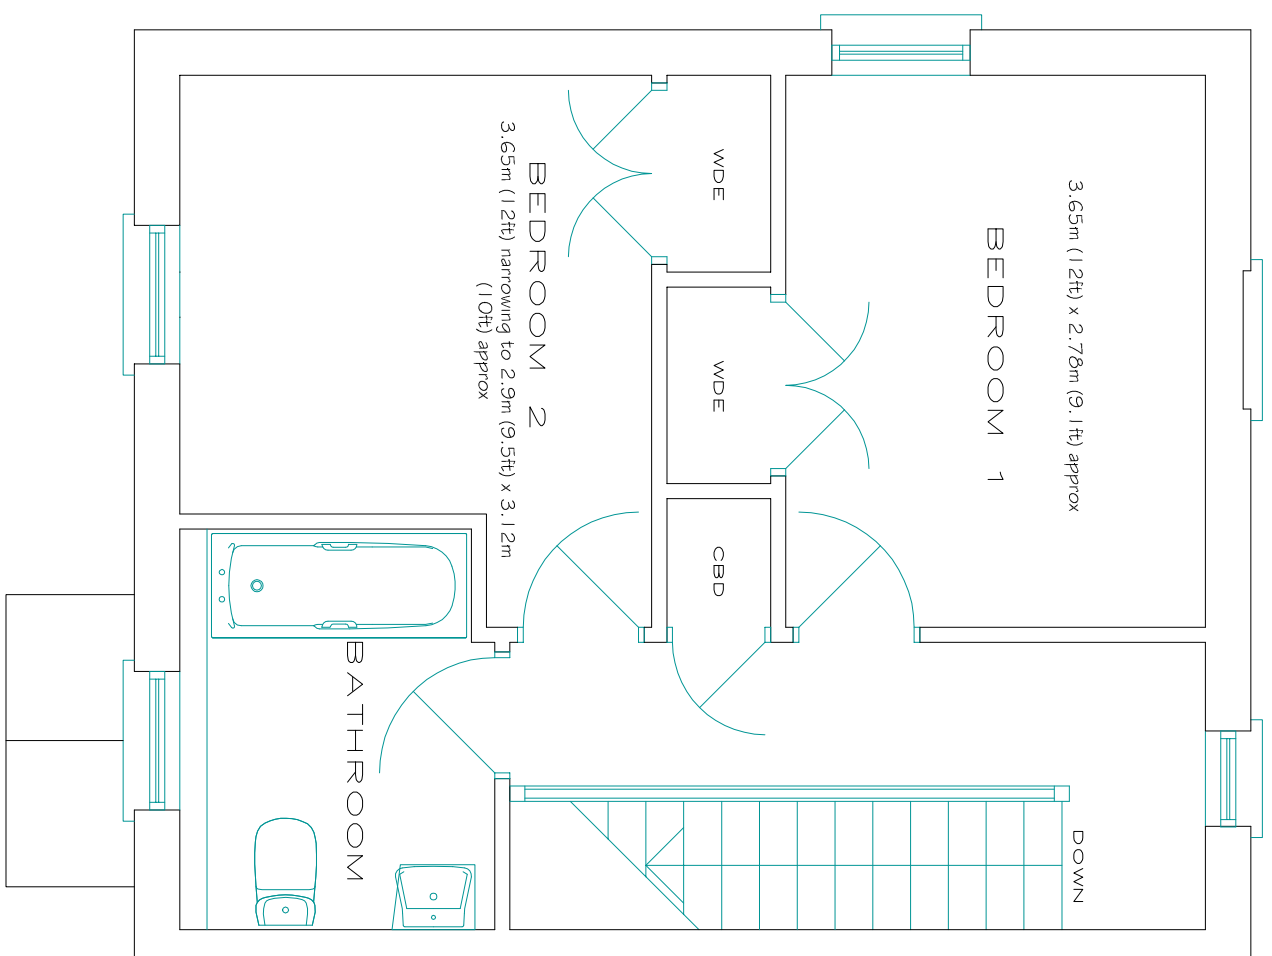 WDE
BEDROOM 2
3.65m (12ft) narrowing to 2.9m (9.5ft) x 3.12m
(10ft) approx
3.65m (12ft) x 2.78m (9.1ft) approx
BEDROOM 1
WDE
CBD
BATHROOM
DOWN